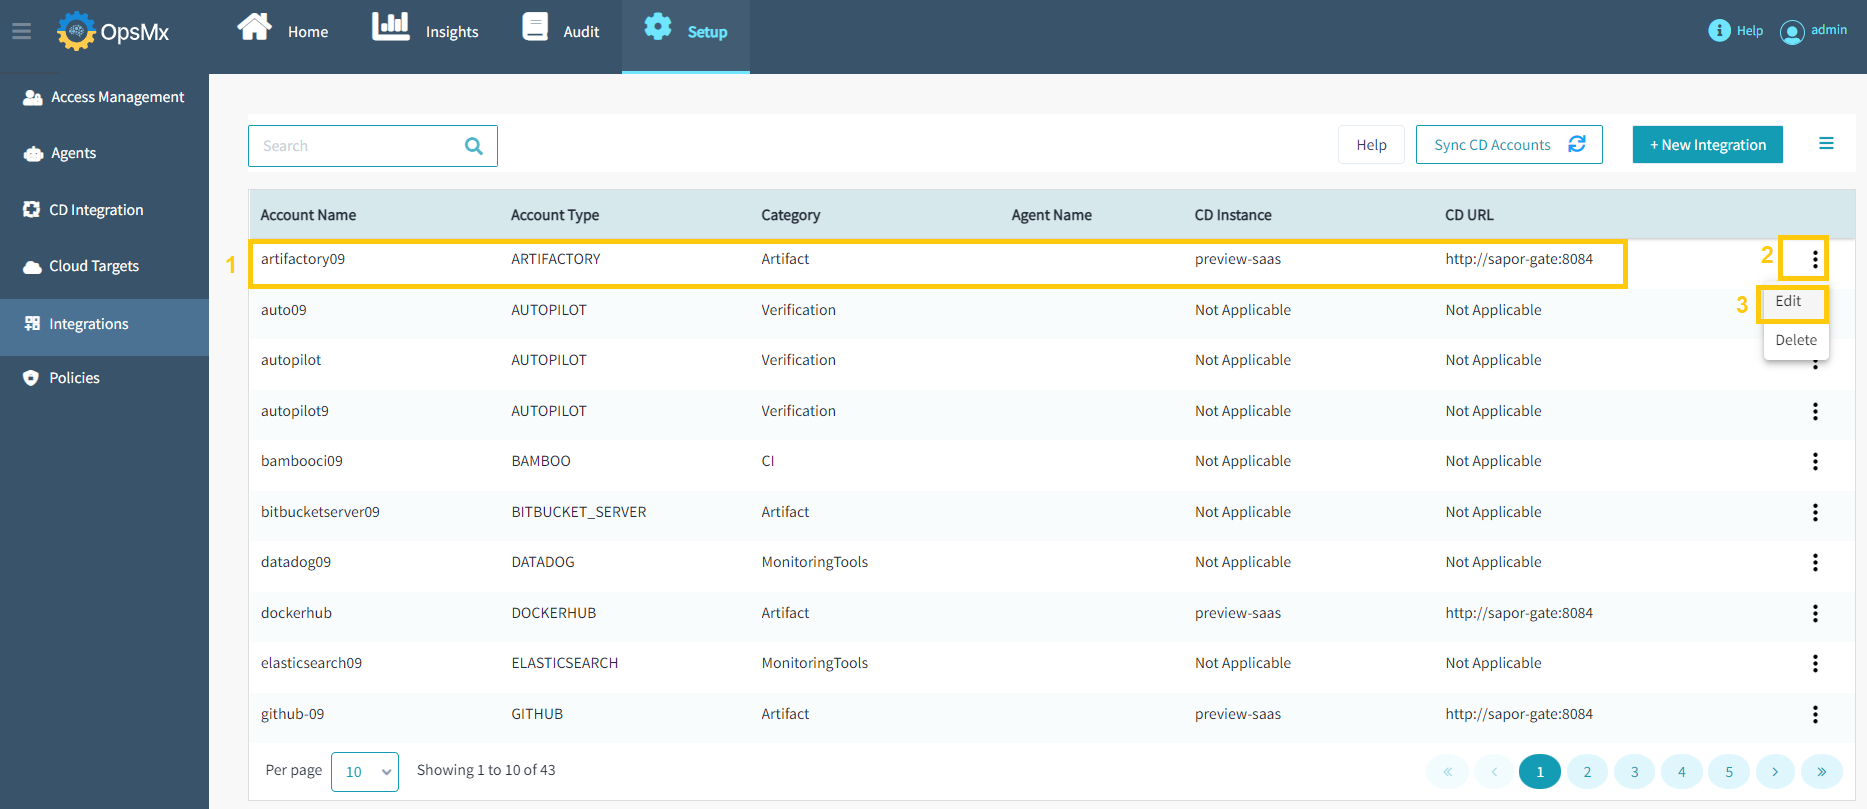 OpsMx
Home
Insights
Audit
Setup
Help
admin
Access Management
Agents
CD Integration
Cloud Targets
Integrations
Policies
Search
Help
Sync CD Accounts
+ New Integration
Account Name Account Type Category Agent Name CD Instance CD URL
1 artifactory09 ARTIFACTORY Artifact preview-saas http://sapor-gate:8084 2
3 Edit
Delete
auto09 AUTOPILOT Verification Not Applicable Not Applicable
autopilot AUTOPILOT Verification Not Applicable Not Applicable
autopilot9 AUTOPILOT Verification Not Applicable Not Applicable
bambooci09 BAMBOO CI Not Applicable Not Applicable
bitbucketserver09 BITBUCKET_SERVER Artifact Not Applicable Not Applicable
datadog09 DATADOG MonitoringTools Not Applicable Not Applicable
dockerhub DOCKERHUB Artifact preview-saas http://sapor-gate:8084
elasticsearch09 ELASTICSEARCH MonitoringTools Not Applicable Not Applicable
github-09 GITHUB Artifact preview-saas http://sapor-gate:8084
Per page 10 Showing 1 to 10 of 43 « ‹ 1 2 3 4 5 › »